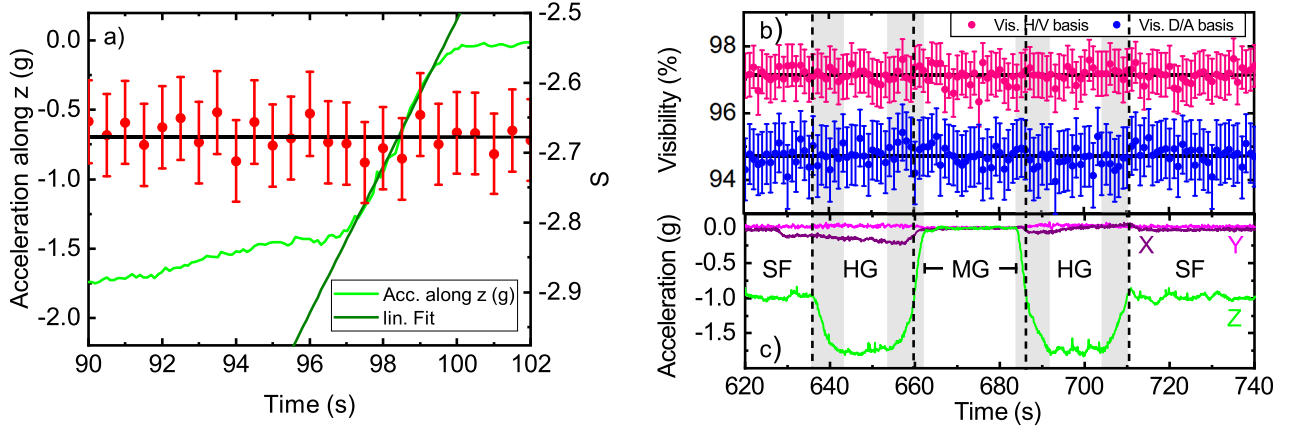 a)
Acceleration along z (g)
0.0
-0.5
-1.0
-1.5
-2.0
-2.5
-2.6
-2.7
-2.8
-2.9
S
Acc. along z (g)
lin. Fit
90 92 94 96 98 100 102
Time (s)
b)
Vis. H/V basis Vis. D/A basis
Visibility (%)
98
96
94
c)
Acceleration (g)
0.0
-0.5
-1.0
-1.5
X Y
SF HG MG HG SF
Z
620 640 660 680 700 720 740
Time (s)